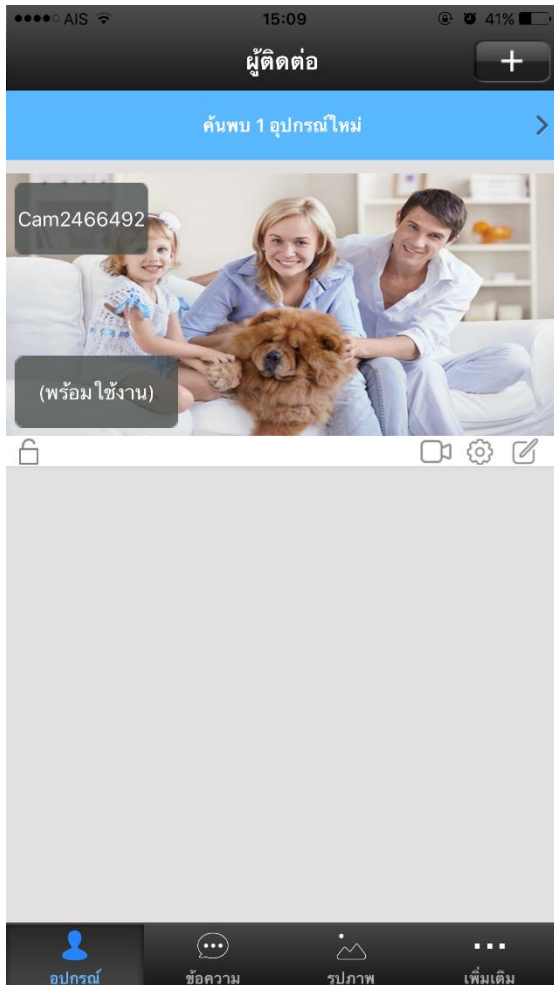 AIS 15:09 41%
ผู้ติดต่อ
ค้นพบ 1 อุปกรณ์ใหม่
Cam2466492
(พร้อมใช้งาน)
อุปกรณ์ ข้อความ รูปภาพ เพิ่มเติม